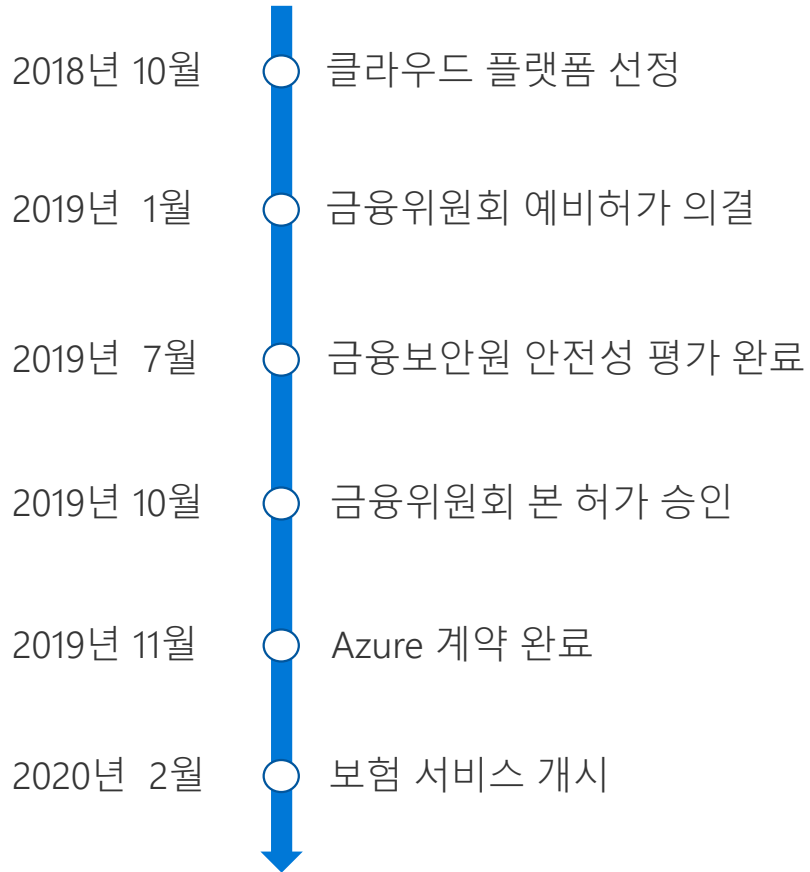 2018년 10월 클라우드 플랫폼 선정
2019년 1월 금융위원회 예비허가 의결
2019년 7월 금융보안원 안전성 평가 완료
2019년 10월 금융위원회 본 허가 승인
2019년 11월 Azure 계약 완료
2020년 2월 보험 서비스 개시